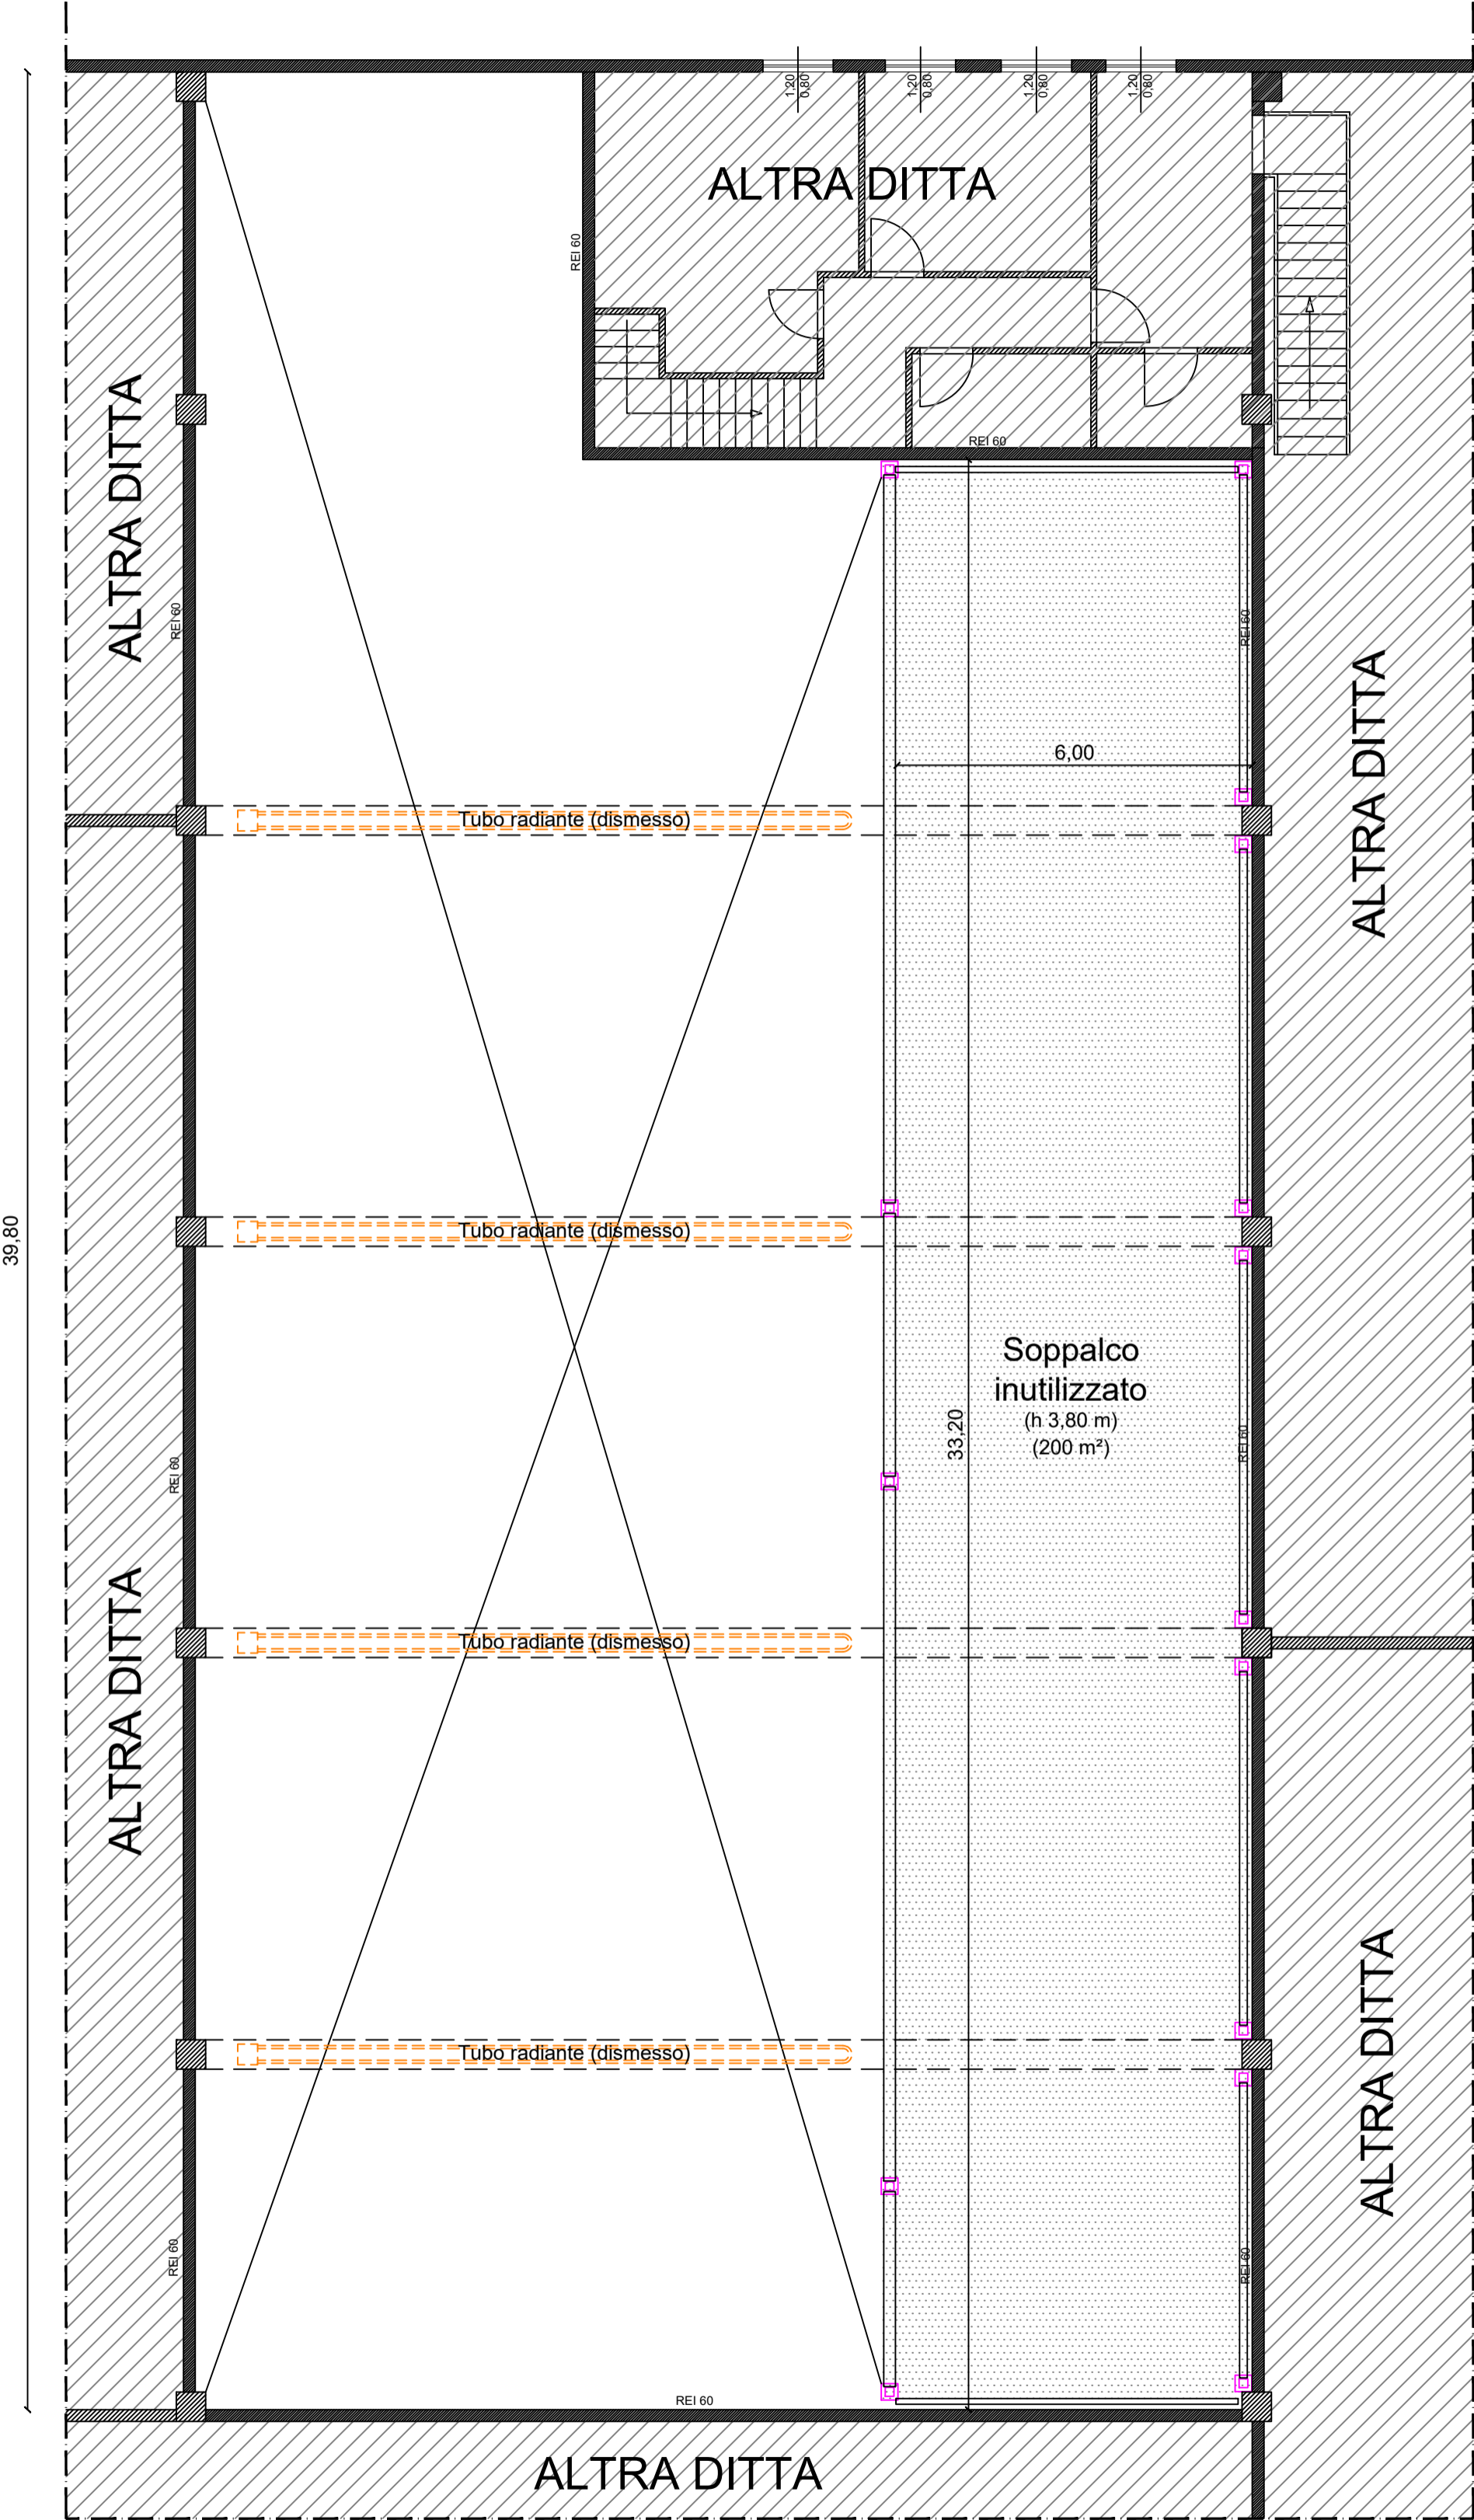 1,20
0,80
1,20
0,80
1,20
0,80
1,20
0,80
ALTRA DITTA
REI 60
REI 60
ALTRA DITTA
REI 60
REI 60
ALTRA DITTA
6,00
Tubo radiante (dismesso)
39,80
Tubo radiante (dismesso)
Soppalco
inutilizzato
(h 3,80 m)
(200 m²)
33,20
REI 60
REI 60
Tubo radiante (dismesso)
ALTRA DITTA
Tubo radiante (dismesso)
ALTRA DITTA
REI 60
REI 60
REI 60
ALTRA DITTA